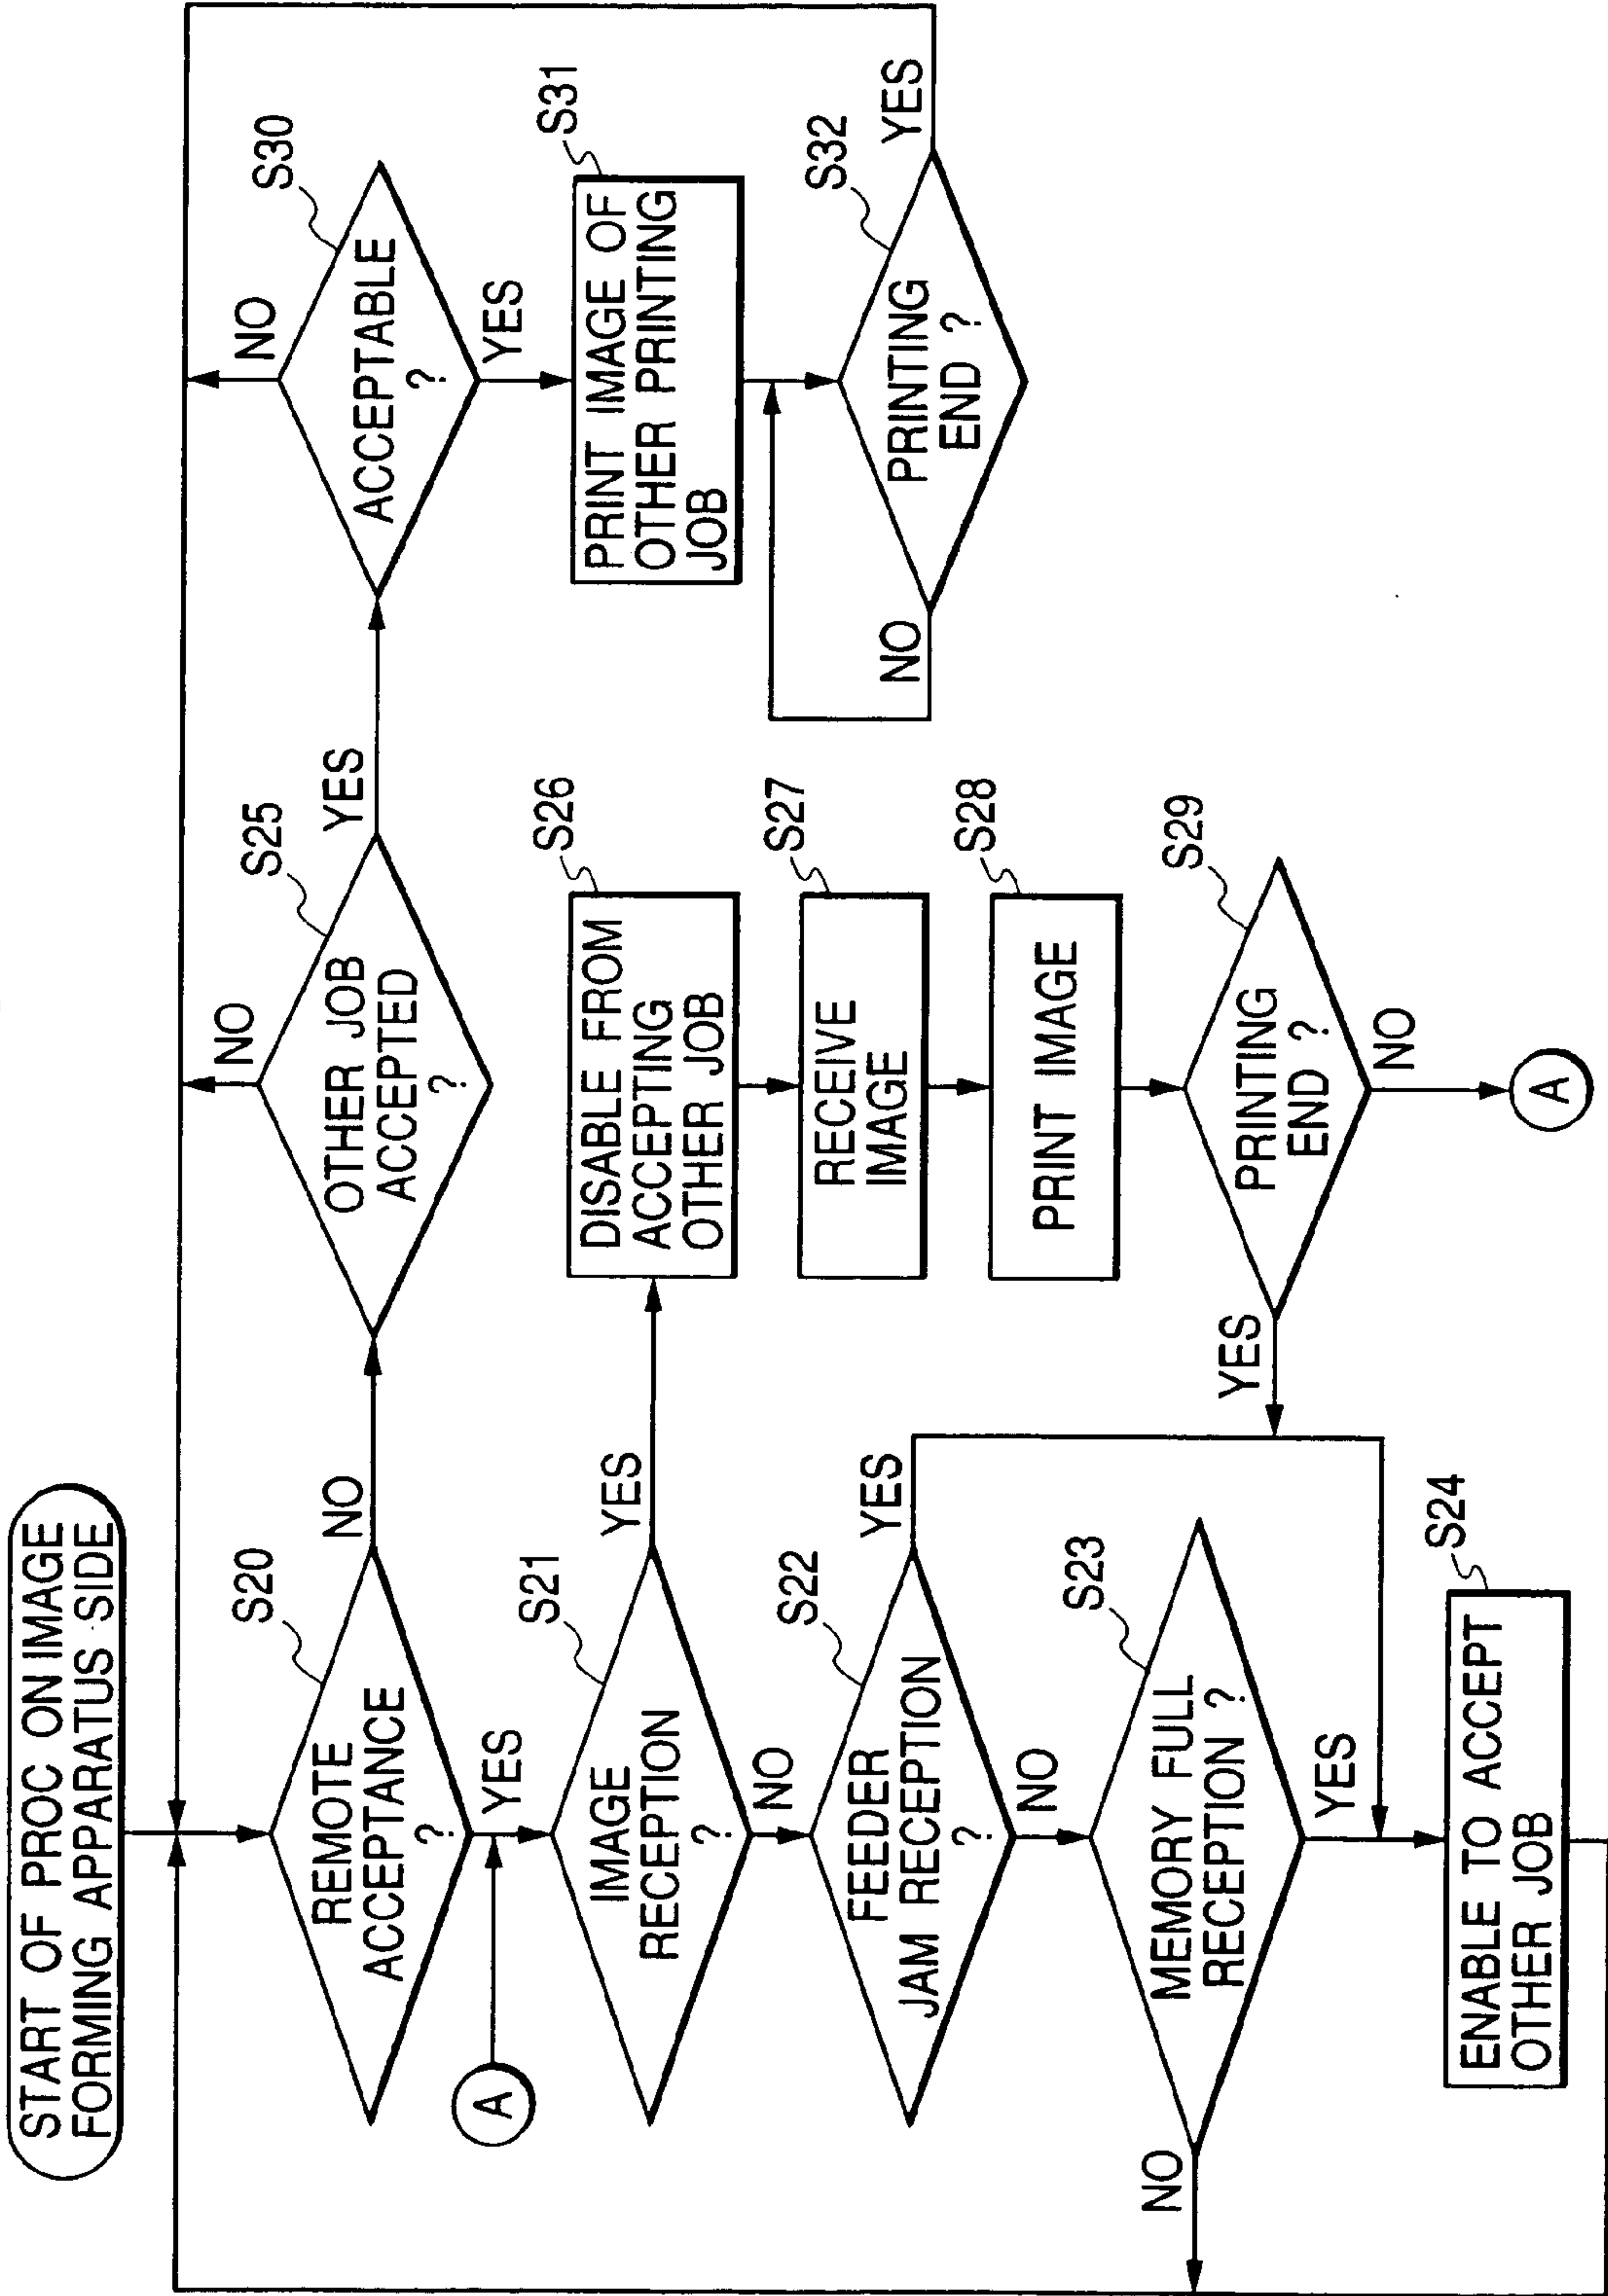 START OF PROC ON IMAGE
FORMING APPARATUS SIDE
S20
REMOTE
ACCEPTANCE
?
NO
YES
A
S21
IMAGE
RECEPTION
?
YES
NO
S22
FEEDER
JAM RECEPTION
?
YES
NO
S23
MEMORY FULL
RECEPTION ?
NO
YES
S24
ENABLE TO ACCEPT
OTHER JOB
S25
OTHER JOB
ACCEPTED
?
NO
YES
S26
DISABLE FROM
ACCEPTING
OTHER JOB
S27
RECEIVE
IMAGE
S28
PRINT IMAGE
S29
PRINTING
END ?
YES
NO
A
S30
ACCEPTABLE
?
NO
YES
S31
PRINT IMAGE OF
OTHER PRINTING
JOB
S32
PRINTING
END ?
NO
YES